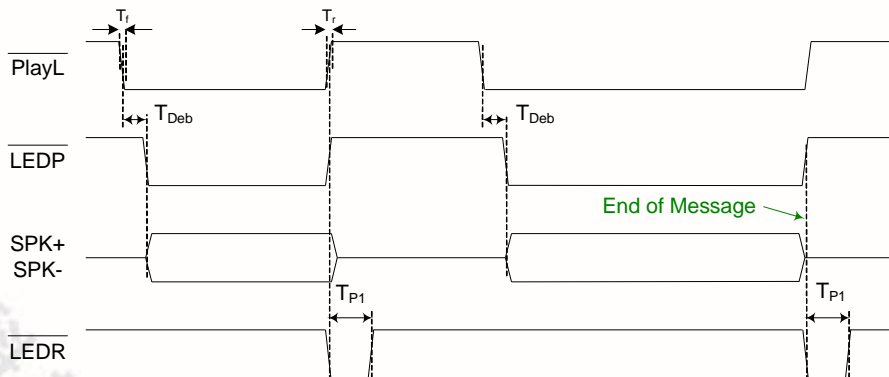 Tf
Tr
PlayL
TDeb
TDeb
LEDP
End of Message
SPK+
SPK-
TP1
TP1
LEDR